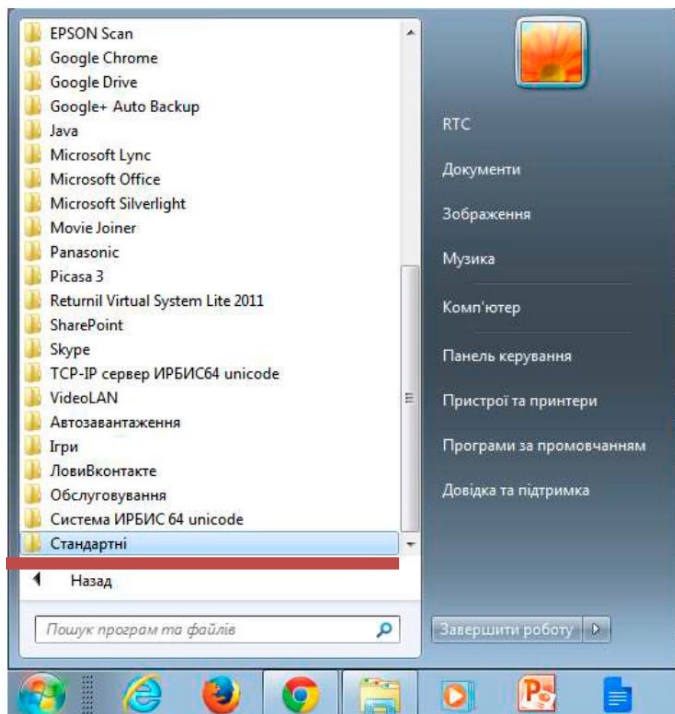 EPSON Scan
Google Chrome
Google Drive
Google+ Auto Backup
Java
Microsoft Lync
Microsoft Office
Microsoft Silverlight
Movie Joiner
Panasonic
Picasa 3
Returnil Virtual System Lite 2011
SharePoint
Skype
TCP-IP сервер ИРБИС64 unicode
VideoLAN
Автозавантаження
Ігри
ЛовиВконтакте
Обслуговування
Система ИРБИС 64 unicode
Стандартні
Назад
Пошук програм та файлів
RTC
Документи
Зображення
Музика
Комп'ютер
Панель керування
Пристрої та принтери
Програми за промовчанням
Довідка та підтримка
Завершити роботу